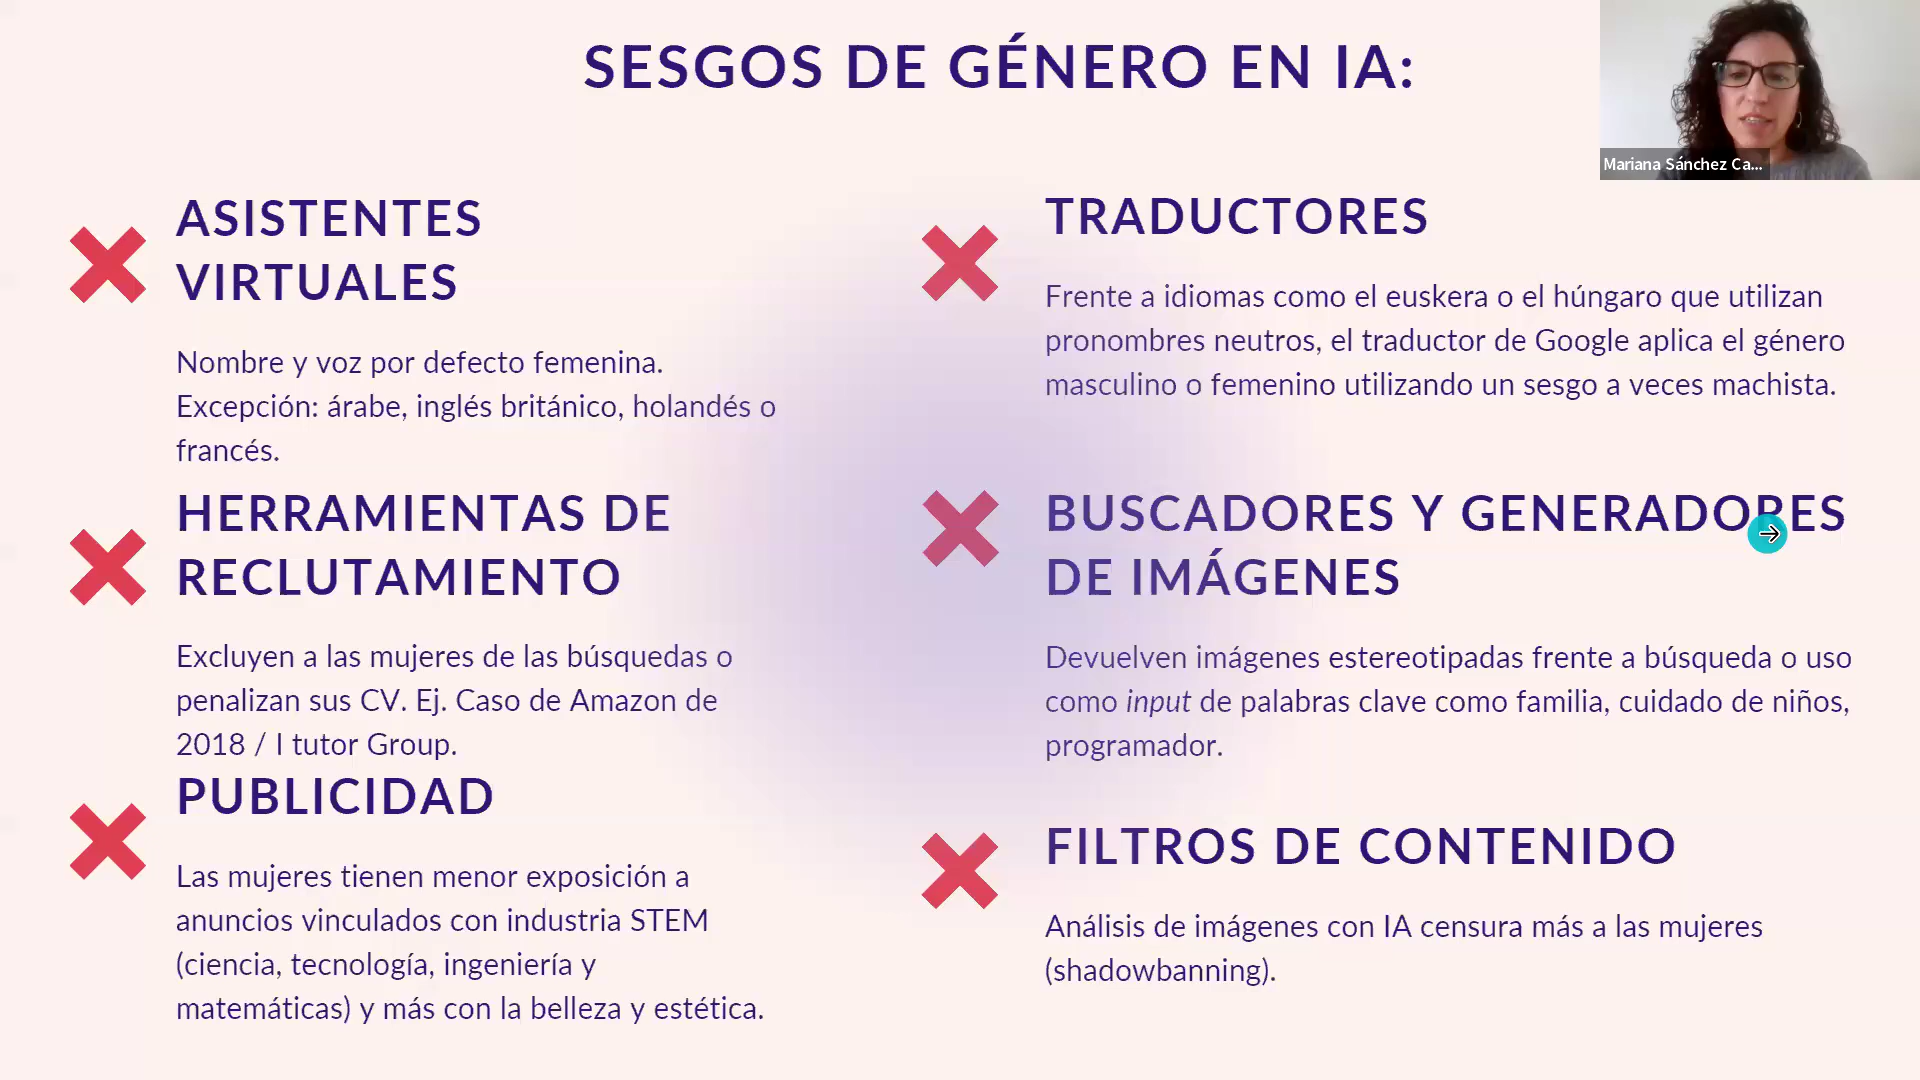 SESGOS DE GÉNERO EN IA:
Mariana Sánchez Ca...
ASISTENTES
VIRTUALES
Nombre y voz por defecto femenina.
Excepción: árabe, inglés británico, holandés o
francés.
HERRAMIENTAS DE
RECLUTAMIENTO
Excluyen a las mujeres de las búsquedas o
penalizan sus CV. Ej. Caso de Amazon de
2018 / I tutor Group.
PUBLICIDAD
Las mujeres tienen menor exposición a
anuncios vinculados con industria STEM
(ciencia, tecnología, ingeniería y
matemáticas) y más con la belleza y estética.
TRADUCTORES
Frente a idiomas como el euskera o el húngaro que utilizan
pronombres neutros, el traductor de Google aplica el género
masculino o femenino utilizando un sesgo a veces machista.
BUSCADORES Y GENERADORES
DE IMÁGENES
Devuelven imágenes estereotipadas frente a búsqueda o uso
como input de palabras clave como familia, cuidado de niños,
programador.
FILTROS DE CONTENIDO
Análisis de imágenes con IA censura más a las mujeres
(shadowbanning).